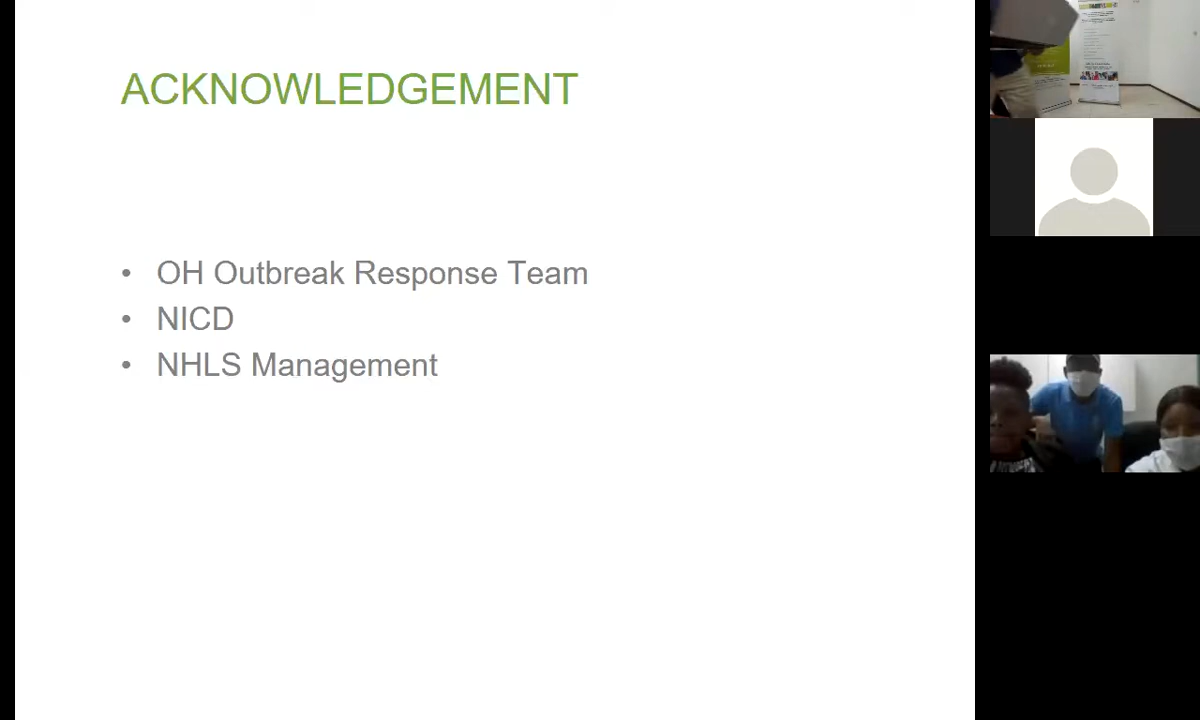 ACKNOWLEDGEMENT
• OH Outbreak Response Team
• NICD
• NHLS Management